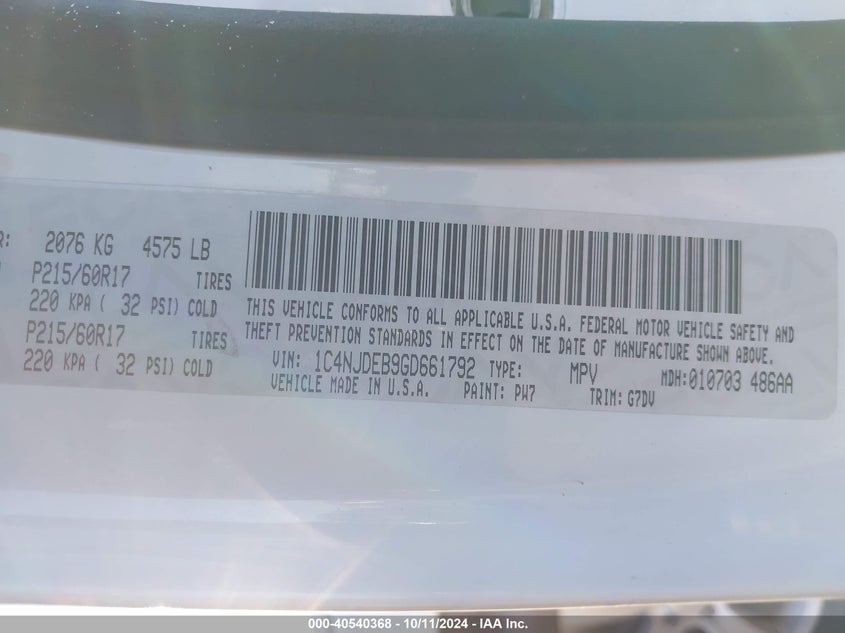 R: 2076 KG 4575 LB
P215/60R17 TIRES
220 KPA ( 32 PSI) COLD
P215/60R17 TIRES
220 KPA ( 32 PSI) COLD
THIS VEHICLE CONFORMS TO ALL APPLICABLE U.S.A. FEDERAL MOTOR VEHICLE SAFETY AND
THEFT PREVENTION STANDARDS IN EFFECT ON THE DATE OF MANUFACTURE SHOWN ABOVE.
VIN: 1C4NJDEB9GD661792 TYPE: MPV MDH:010703 486AA
VEHICLE MADE IN U.S.A. PAINT: PW7 TRIM: G7DV
000-40540368 - 10/11/2024 - IAA Inc.